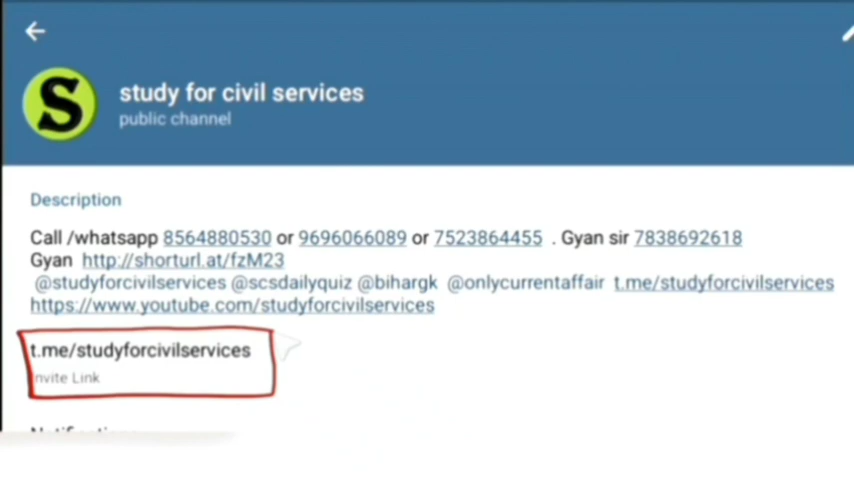 S
study for civil services
public channel
Description
Call /whatsapp 8564880530 or 9696066089 or 7523864455 . Gyan sir 7838692618
Gyan http://shorturl.at/fzM23
@studyforcivilservices @scsdailyquiz @bihargk @onlycurrentaffair t.me/studyforcivilservices
https://www.youtube.com/studyforcivilservices
t.me/studyforcivilservices
Invite Link